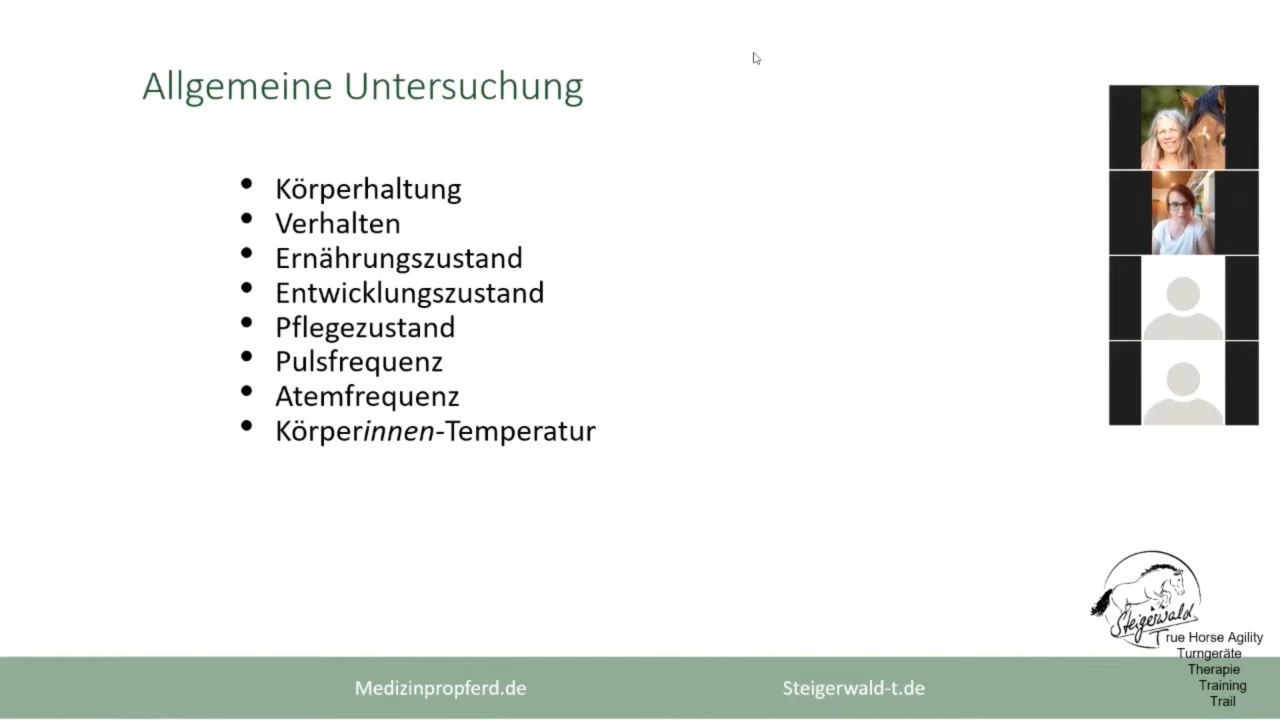 Allgemeine Untersuchung
• Körperhaltung
• Verhalten
• Ernährungszustand
• Entwicklungszustand
• Pflegezustand
• Pulsfrequenz
• Atemfrequenz
• Körperinnen-Temperatur
Steigerwald
True Horse Agility
Turngeräte
Therapie
Training
Trail
Medizinpropferd.de
Steigerwald-t.de